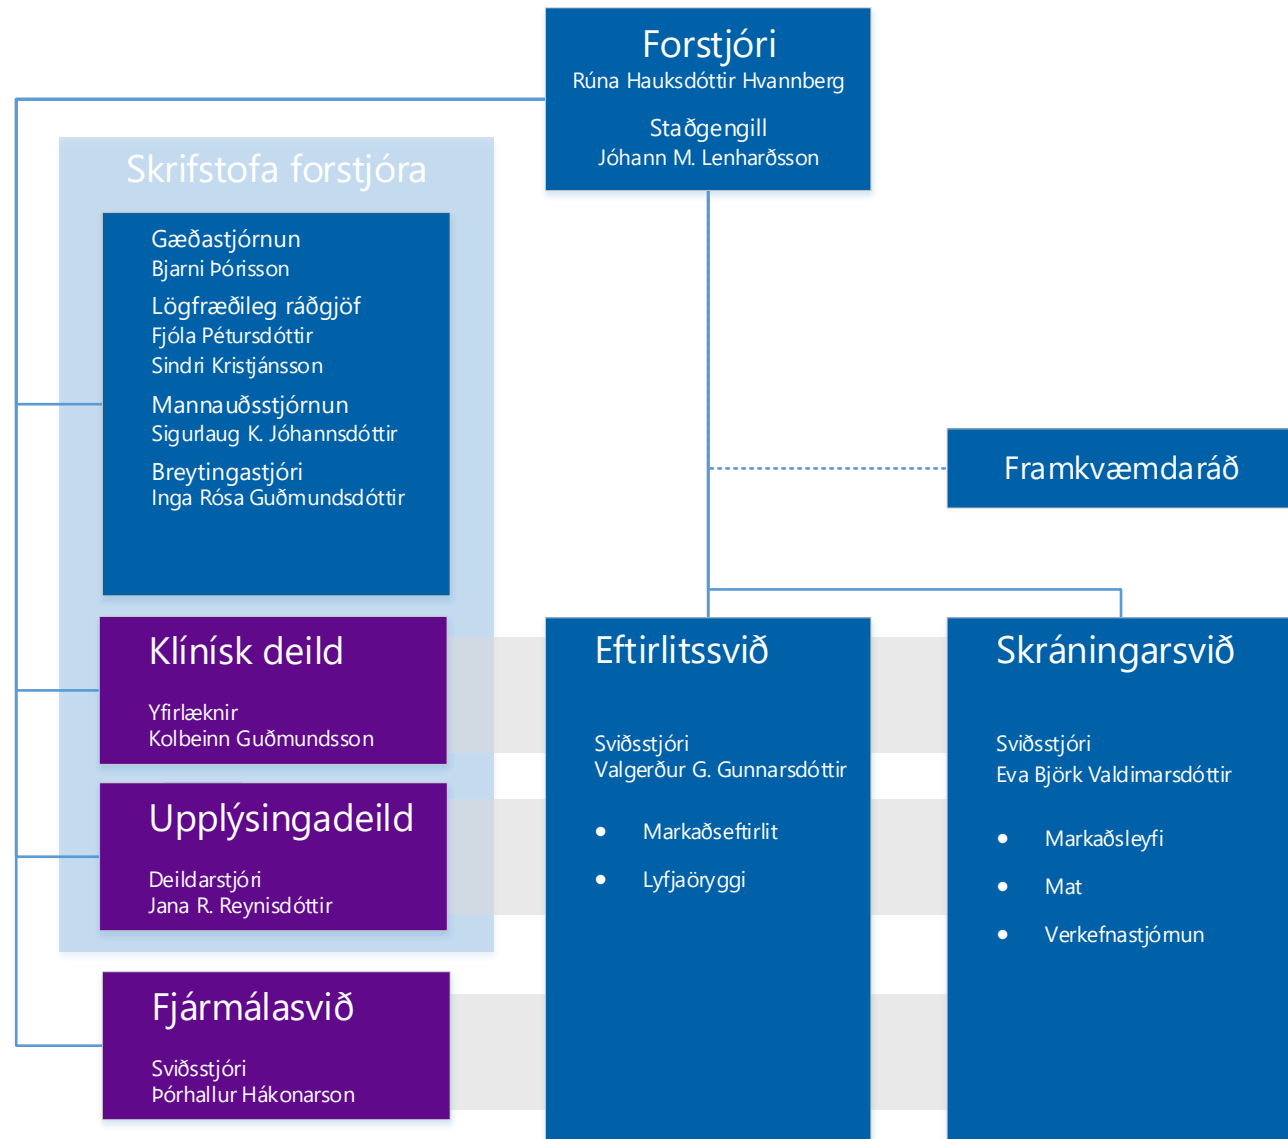 Forstjóri
Rúna Hauksdóttir Hvannberg
Staðgengill
Jóhann M. Lenharðsson
Skrifstofa forstjóra
Gæðastjórnun
Bjarni Þórisson
Lögfræðileg ráðgjöf
Fjóla Pétursdóttir
Sindri Kristjánsson
Mannauðsstjórnun
Sigurlaug K. Jóhannsdóttir
Breytingastjóri
Inga Rósa Guðmundsdóttir
Framkvæmdaráð
Klínísk deild
Yfirlæknir
Kolbeinn Guðmundsson
Upplýsingadeild
Deildarstjóri
Jana R. Reynisdóttir
Fjármálasvið
Sviðsstjóri
Þórhallur Hákonarson
Eftirlitssvið
Sviðsstjóri
Valgerður G. Gunnarsdóttir
• Markaðseftirlit
• Lyfjaöryggi
Skráningarsvið
Sviðsstjóri
Eva Björk Valdimarsdóttir
• Markaðsleyfi
• Mat
• Verkefnastjórnun